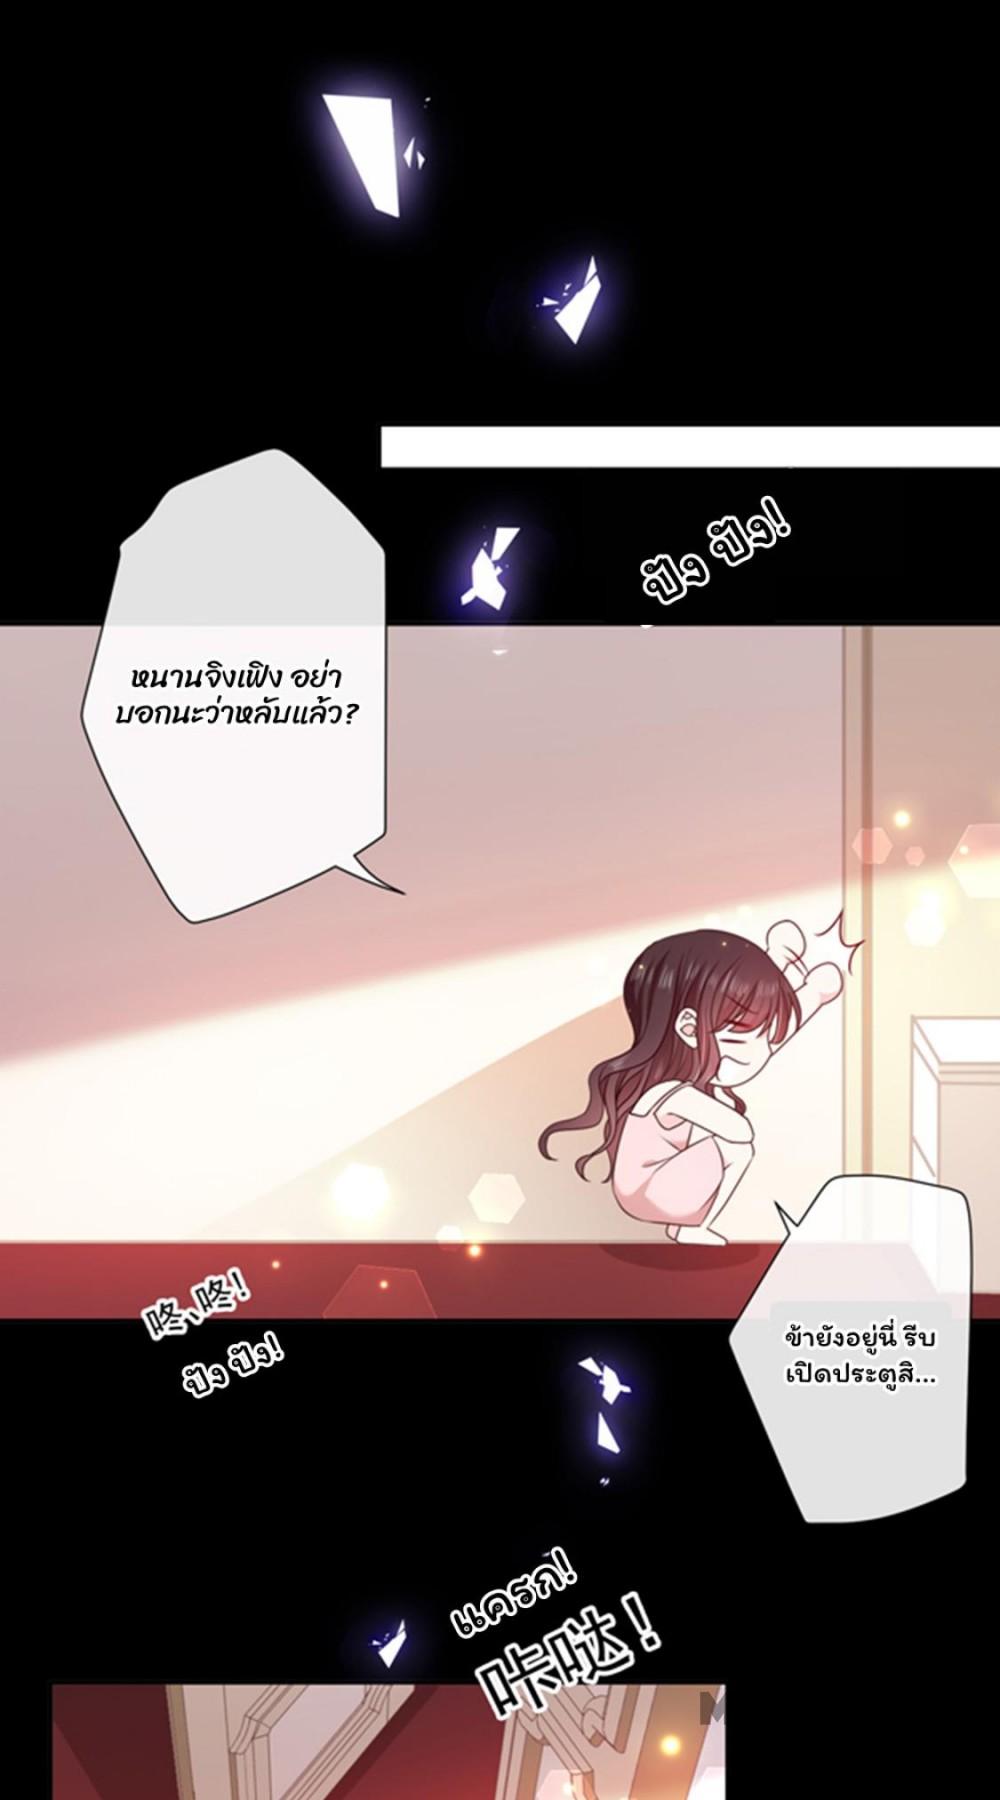 ปัง ปัง!
หนานจิงเฟิง อย่า
บอกนะว่าหลับแล้ว?
咚、咚!
ปัง ปัง!
ข้ายังอยู่นี่ รีบ
เปิดประตูสิ...
แครก!
咔哒!